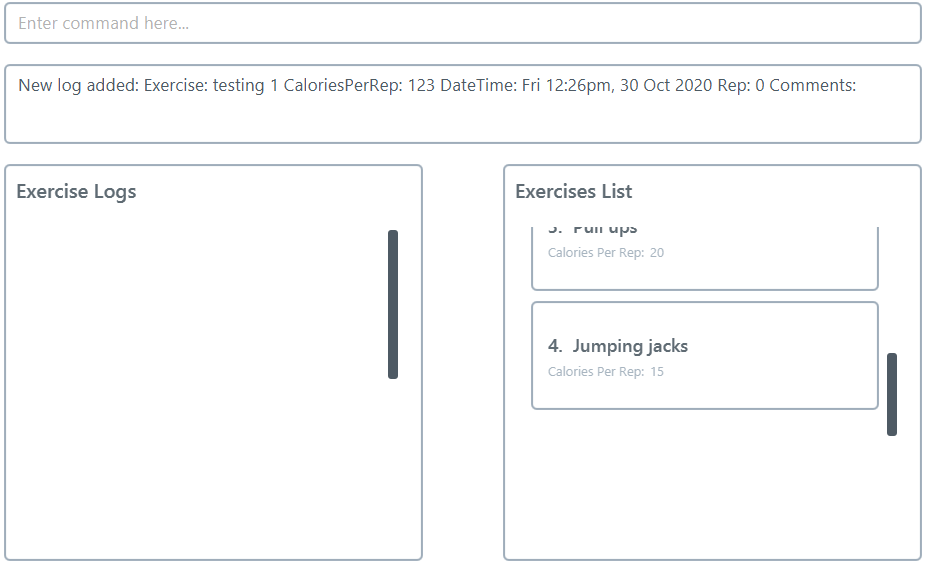 Enter command here...
New log added: Exercise: testing 1 CaloriesPerRep: 123 DateTime: Fri 12:26pm, 30 Oct 2020 Rep: 0 Comments:
Exercise Logs
Exercises List
3. Pull ups
Calories Per Rep: 20
4. Jumping jacks
Calories Per Rep: 15